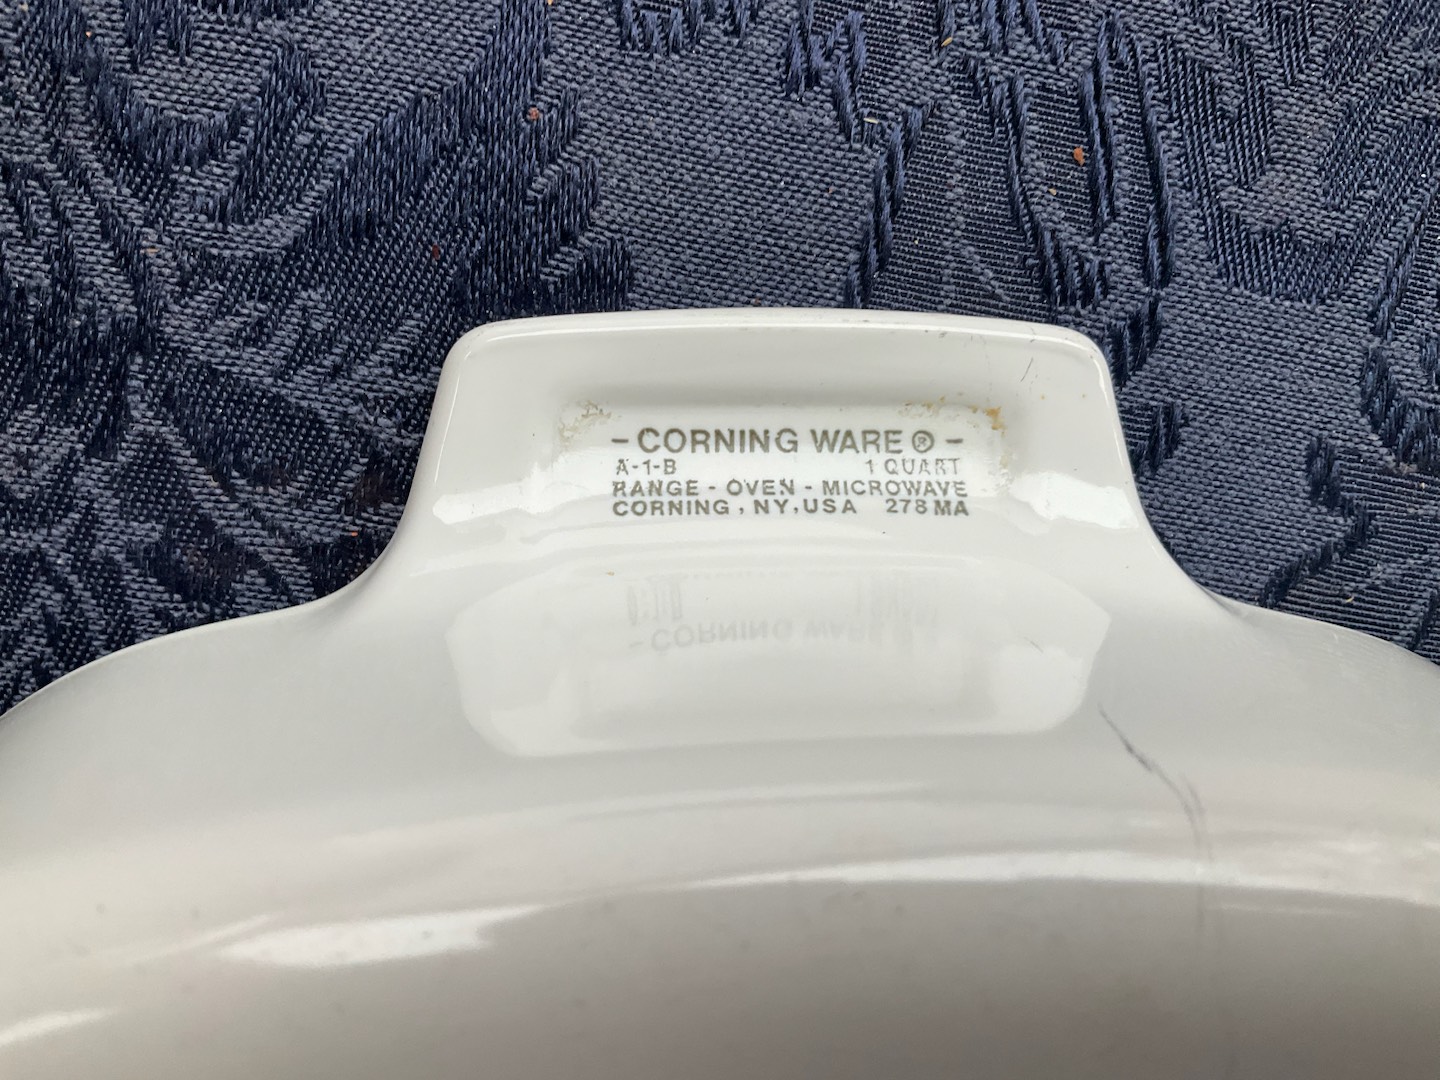 - CORNING WARE ® -
A-1-B 1 QUART
RANGE - OVEN - MICROWAVE
CORNING, NY, USA 278 MA